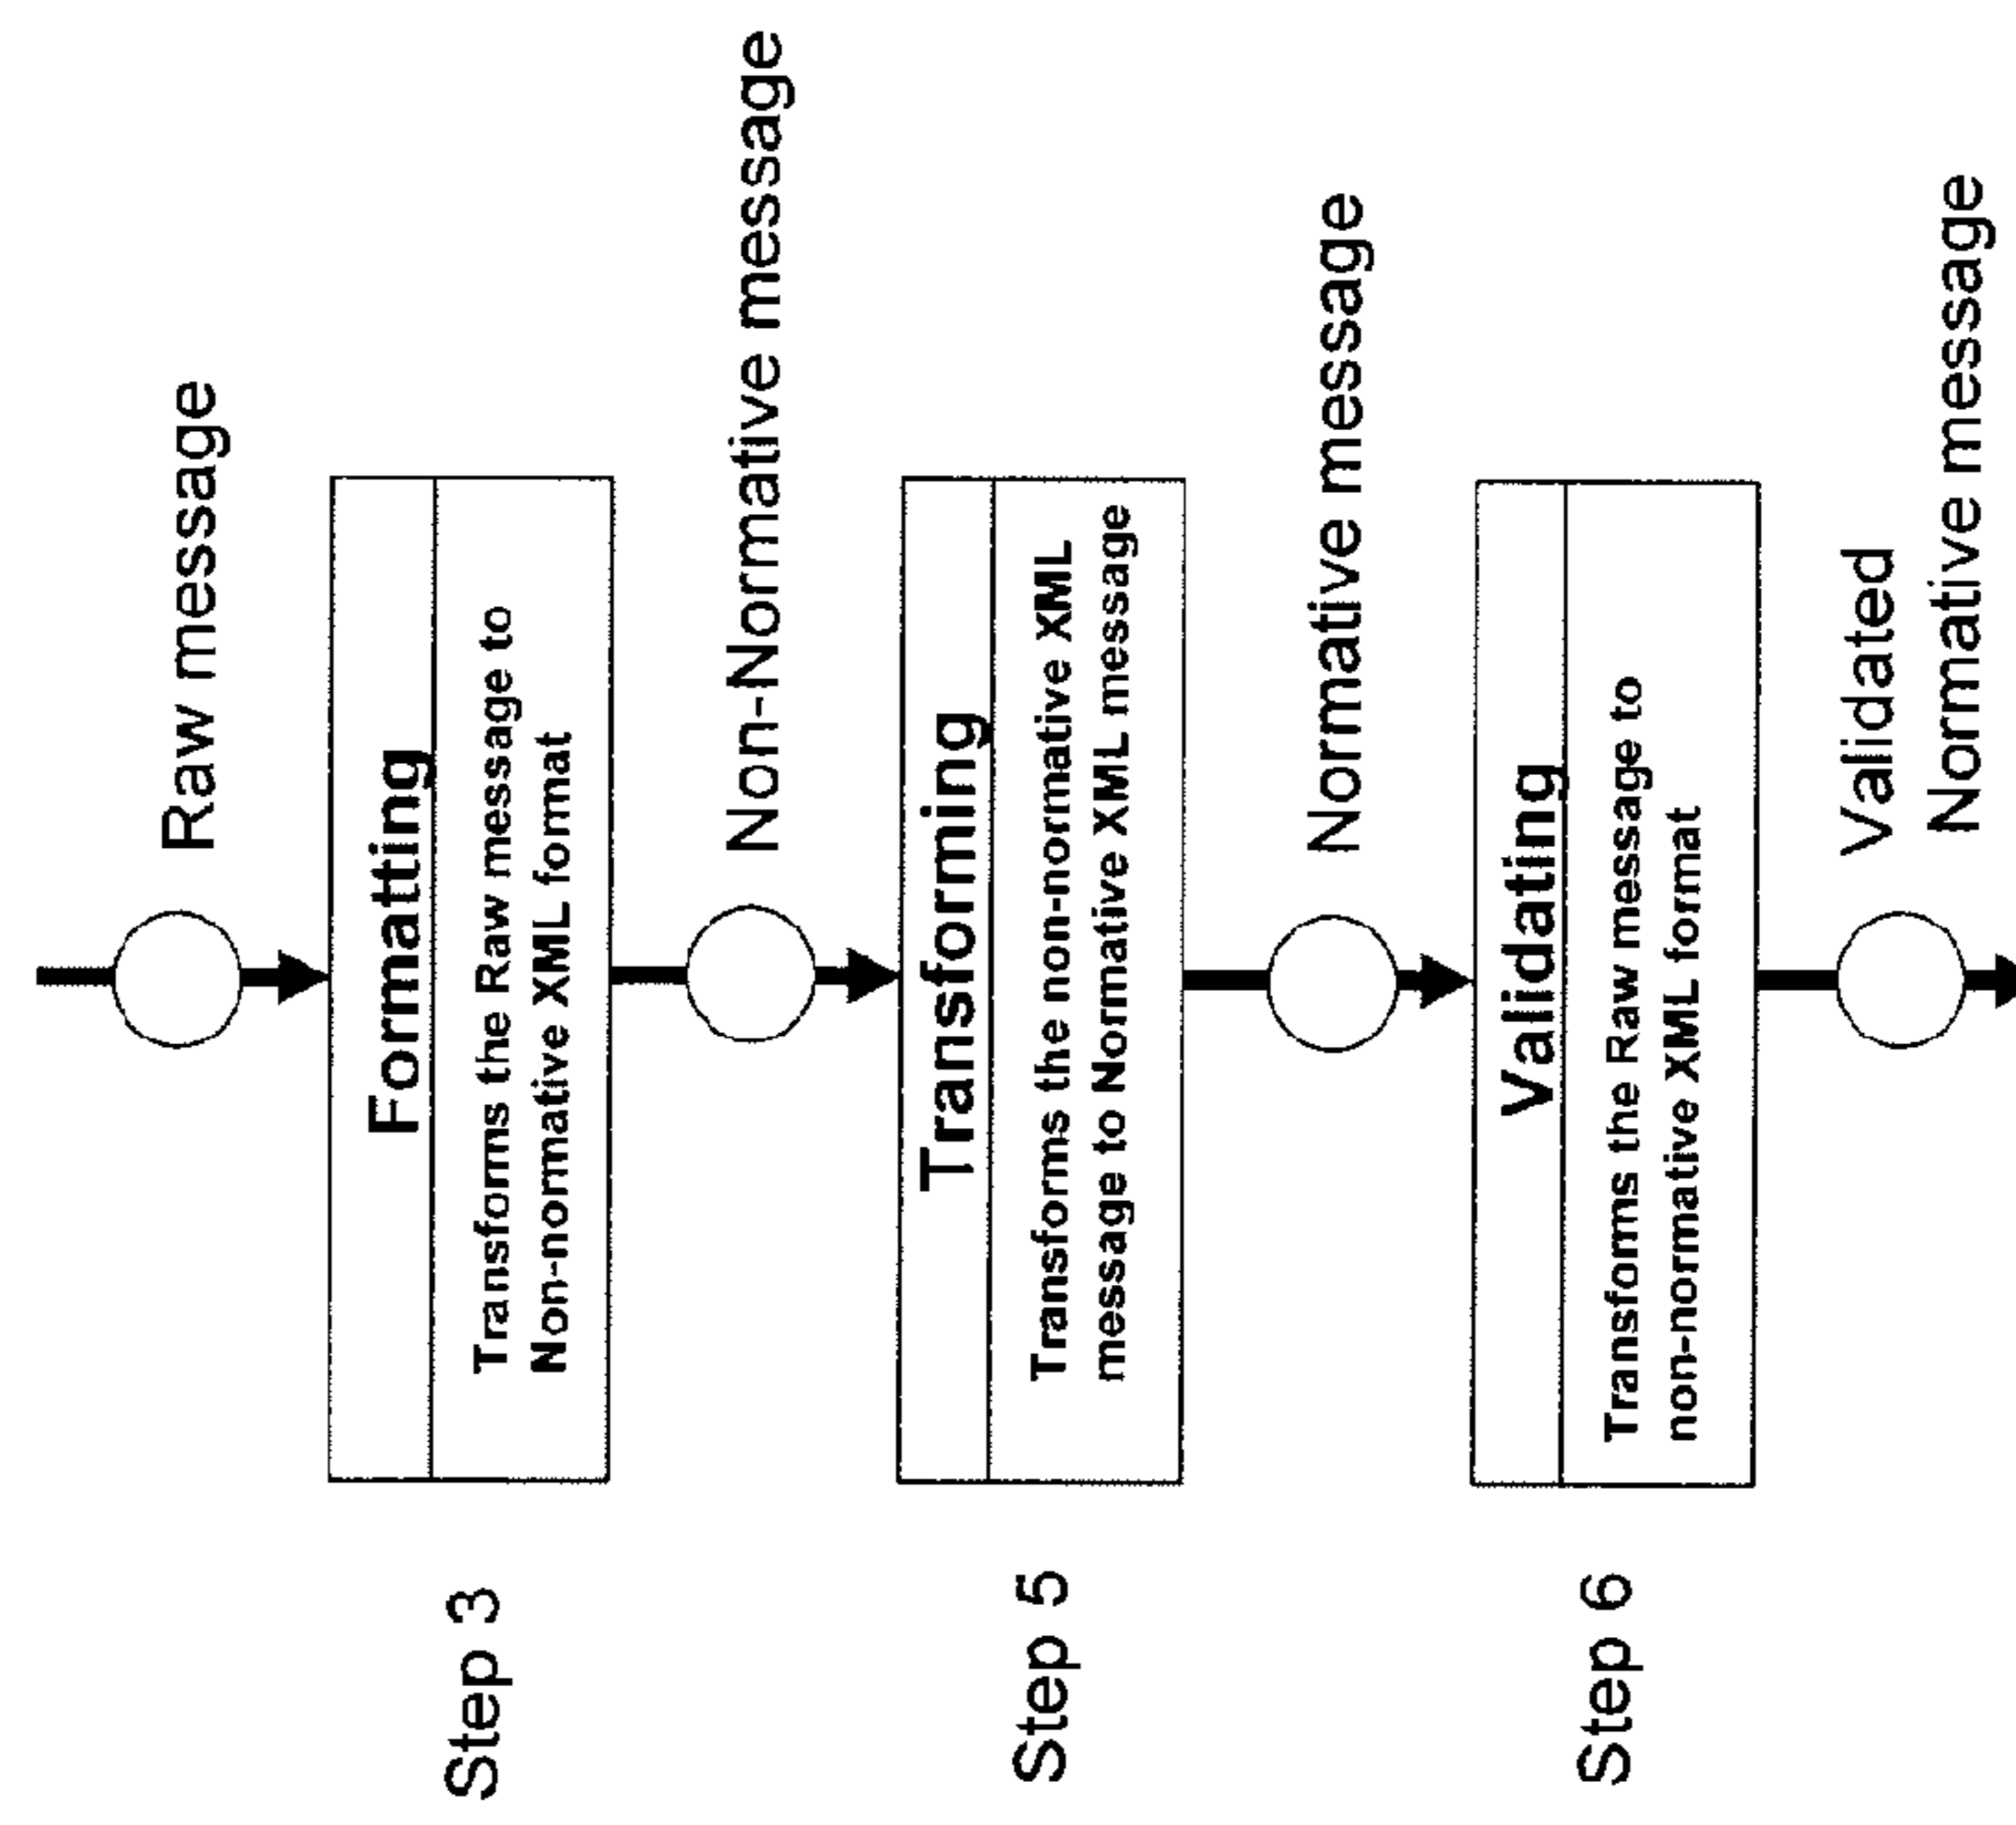 Raw message
Formatting
Transforms the Raw message to
Non-normative XML fomat
Step 3
Non-Normative message
Transforming
Transforms the non-normative XML
message to Normative XML message
Step 5
Normative message
Validating
Transforms the Raw message to
non-normative XML format
Step 6
Validated
Normative message